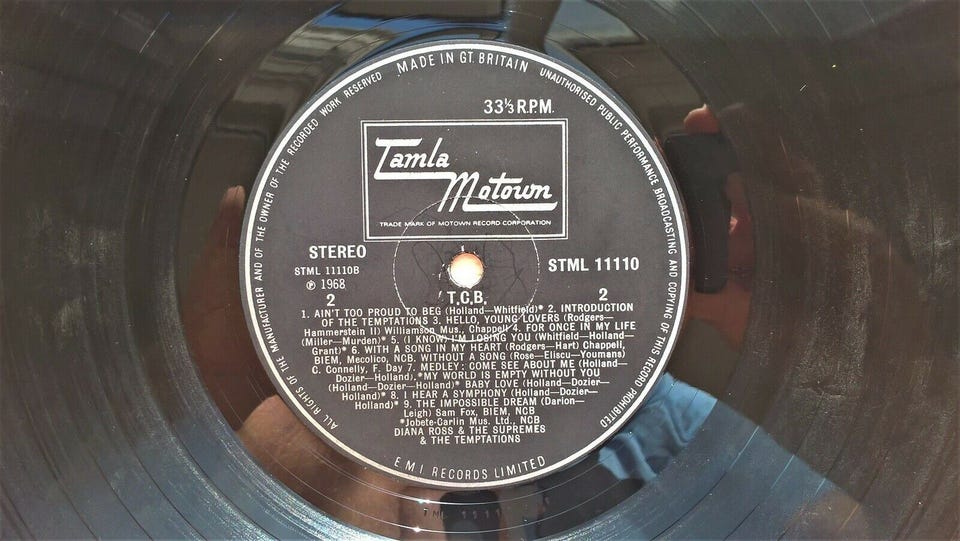 MADE IN GT. BRITAIN
UNAUTHORISED PUBLIC PERFORMANCE BROADCASTING AND COPYING OF THIS RECORD PROHIBITED
ALL RIGHTS OF THE MANUFACTURER AND OF THE OWNER OF THE RECORDED WORK RESERVED
33⅓ R.P.M.
Tamla
Motown
TRADE MARK OF MOTOWN RECORD CORPORATION
STEREO
STML 11110
STML 11110B
℗ 1968
2
T.C.B.
2
1. AIN'T TOO PROUD TO BEG (Holland—Whitfield)* 2. INTRODUCTION
OF THE TEMPTATIONS 3. HELLO, YOUNG LOVERS (Rodgers—
Hammerstein II) Williamson Mus., Chappell 4. FOR ONCE IN MY LIFE
(Miller—Murden)* 5. (I KNOW) I'M LOSING YOU (Whitfield—Holland—
Grant)* 6. WITH A SONG IN MY HEART (Rodgers—Hart) Chappell,
BIEM, Mecolico, NCB. WITHOUT A SONG (Rose—Eliscu—Youmans)
C. Connelly, F. Day 7. MEDLEY: COME SEE ABOUT ME (Holland—
Dozier—Holland),*MY WORLD IS EMPTY WITHOUT YOU
(Holland—Dozier—Holland)* BABY LOVE (Holland—Dozier—
Holland)* 8. I HEAR A SYMPHONY (Holland—Dozier—
Holland)* 9. THE IMPOSSIBLE DREAM (Darion—
Leigh) Sam Fox, BIEM, NCB
*Jobete-Carlin Mus. Ltd., NCB
DIANA ROSS & THE SUPREMES
& THE TEMPTATIONS
E M I RECORDS LIMITED